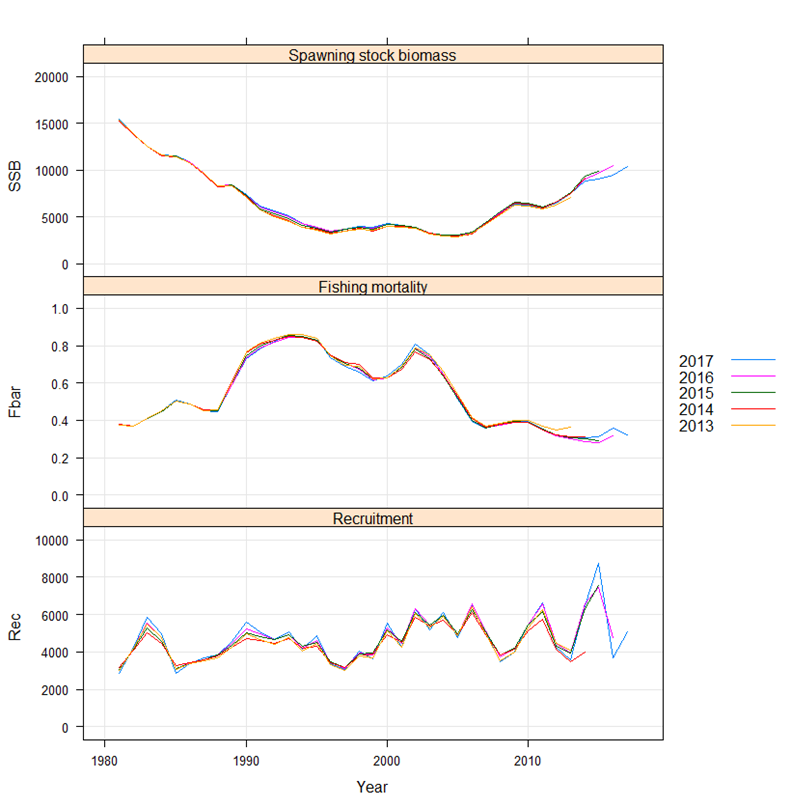 Spawning stock biomass
20000
15000
10000
5000
0
SSB
Fishing mortality
1.0
0.8
0.6
0.4
0.2
0.0
Fbar
2017
2016
2015
2014
2013
Recruitment
10000
8000
6000
4000
2000
0
Rec
1980 1990 2000 2010
Year